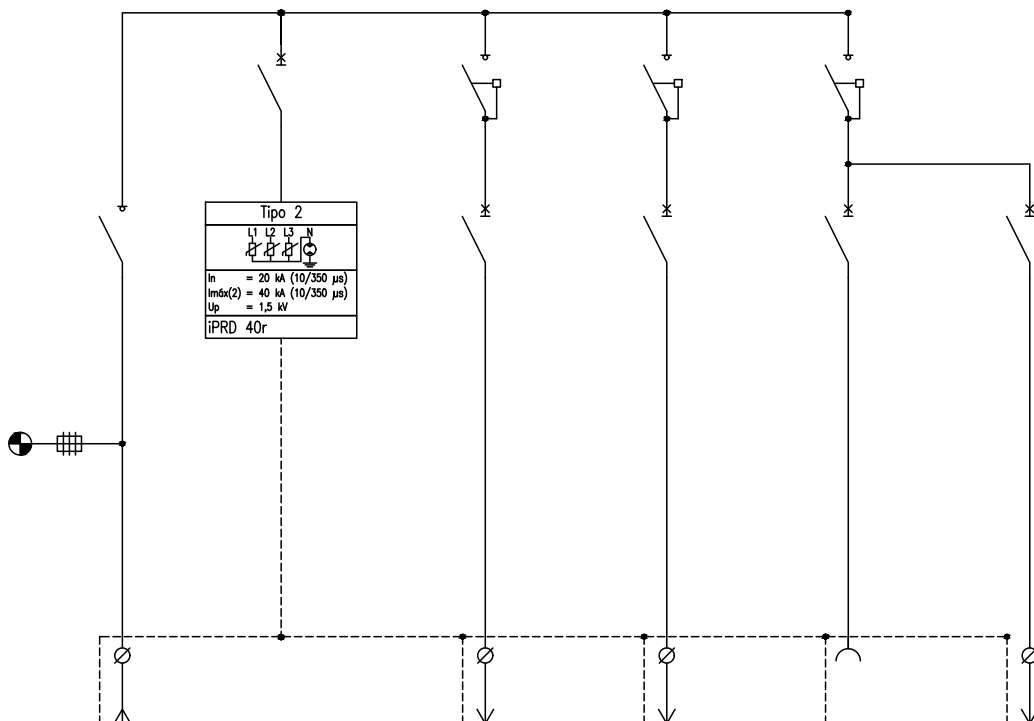 Tipo 2
L1 L2 L3 N
In = 20 kA (10/350 µs)
Imáx(2) = 40 kA (10/350 µs)
Up = 1,5 kV
iPRD 40r